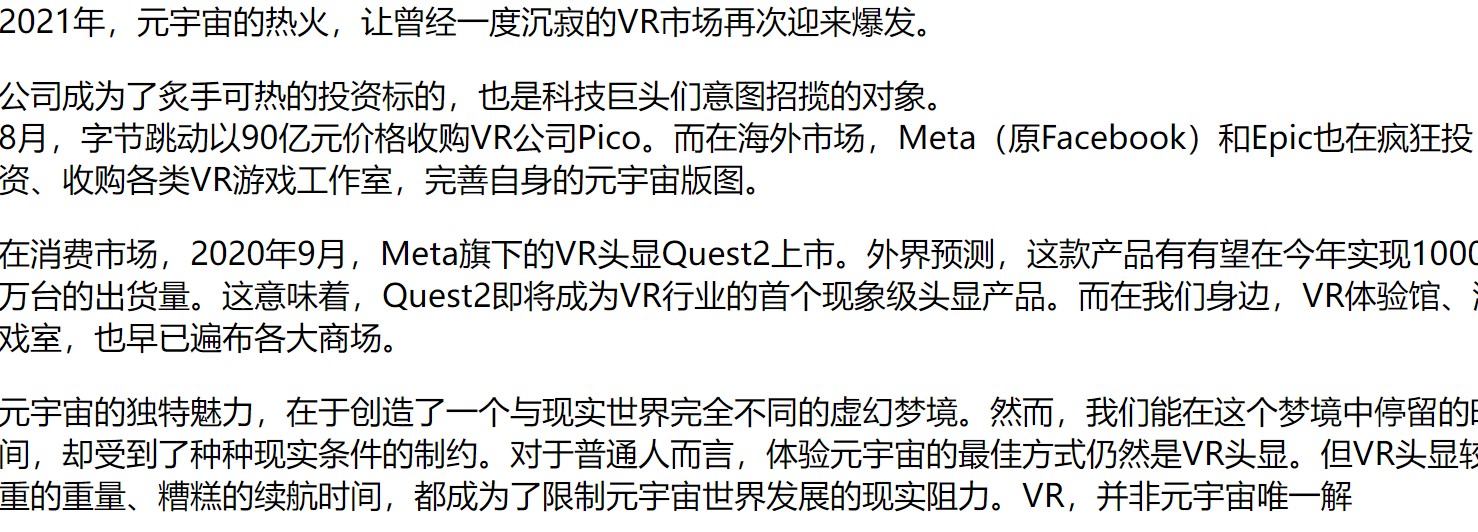 2021年，元宇宙的热火，让曾经一度沉寂的VR市场再次迎来爆发。
公司成为了炙手可热的投资标的，也是科技巨头们意图招揽的对象。
8月，字节跳动以90亿元价格收购VR公司Pico。而在海外市场，Meta（原Facebook）和Epic也在疯狂投
资、收购各类VR游戏工作室，完善自身的元宇宙版图。
在消费市场，2020年9月，Meta旗下的VR头显Quest2上市。外界预测，这款产品有有望在今年实现1000
万台的出货量。这意味着，Quest2即将成为VR行业的首个现象级头显产品。而在我们身边，VR体验馆、
戏室，也早已遍布各大商场。
元宇宙的独特魅力，在于创造了一个与现实世界完全不同的虚幻梦境。然而，我们能在这个梦境中停留的
间，却受到了种种现实条件的制约。对于普通人而言，体验元宇宙的最佳方式仍然是VR头显。但VR头显较
重的重量、糟糕的续航时间，都成为了限制元宇宙世界发展的现实阻力。VR，并非元宇宙唯一解